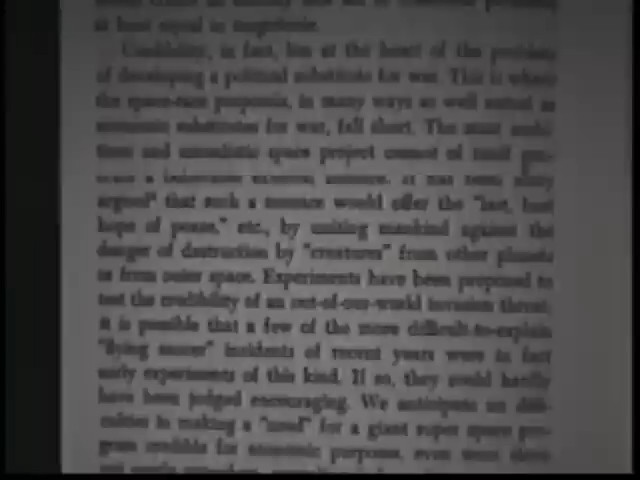 at least equal in magnitude.
Credibility, in fact, lies at the heart of the problem
of developing a political substitute for war. This is where
the space-race proposals, in many ways so well suited as
economic substitutes for war, fall short. The most ambi-
tious and unrealistic space project cannot of itself gen-
erate a believable external menace. It has been hotly
argued" that such a menace would offer the "last, best
hope of peace," etc., by uniting mankind against the
danger of destruction by "creatures" from other planets
or from outer space. Experiments have been proposed to
test the credibility of an out-of-our-world invasion threat;
it is possible that a few of the more difficult-to-explain
"flying saucer" incidents of recent years were in fact
early experiments of this kind. If so, they could hardly
have been judged encouraging. We anticipate no diffi-
culties in making a "need" for a giant super space pro-
gram credible for economic purposes, even were there